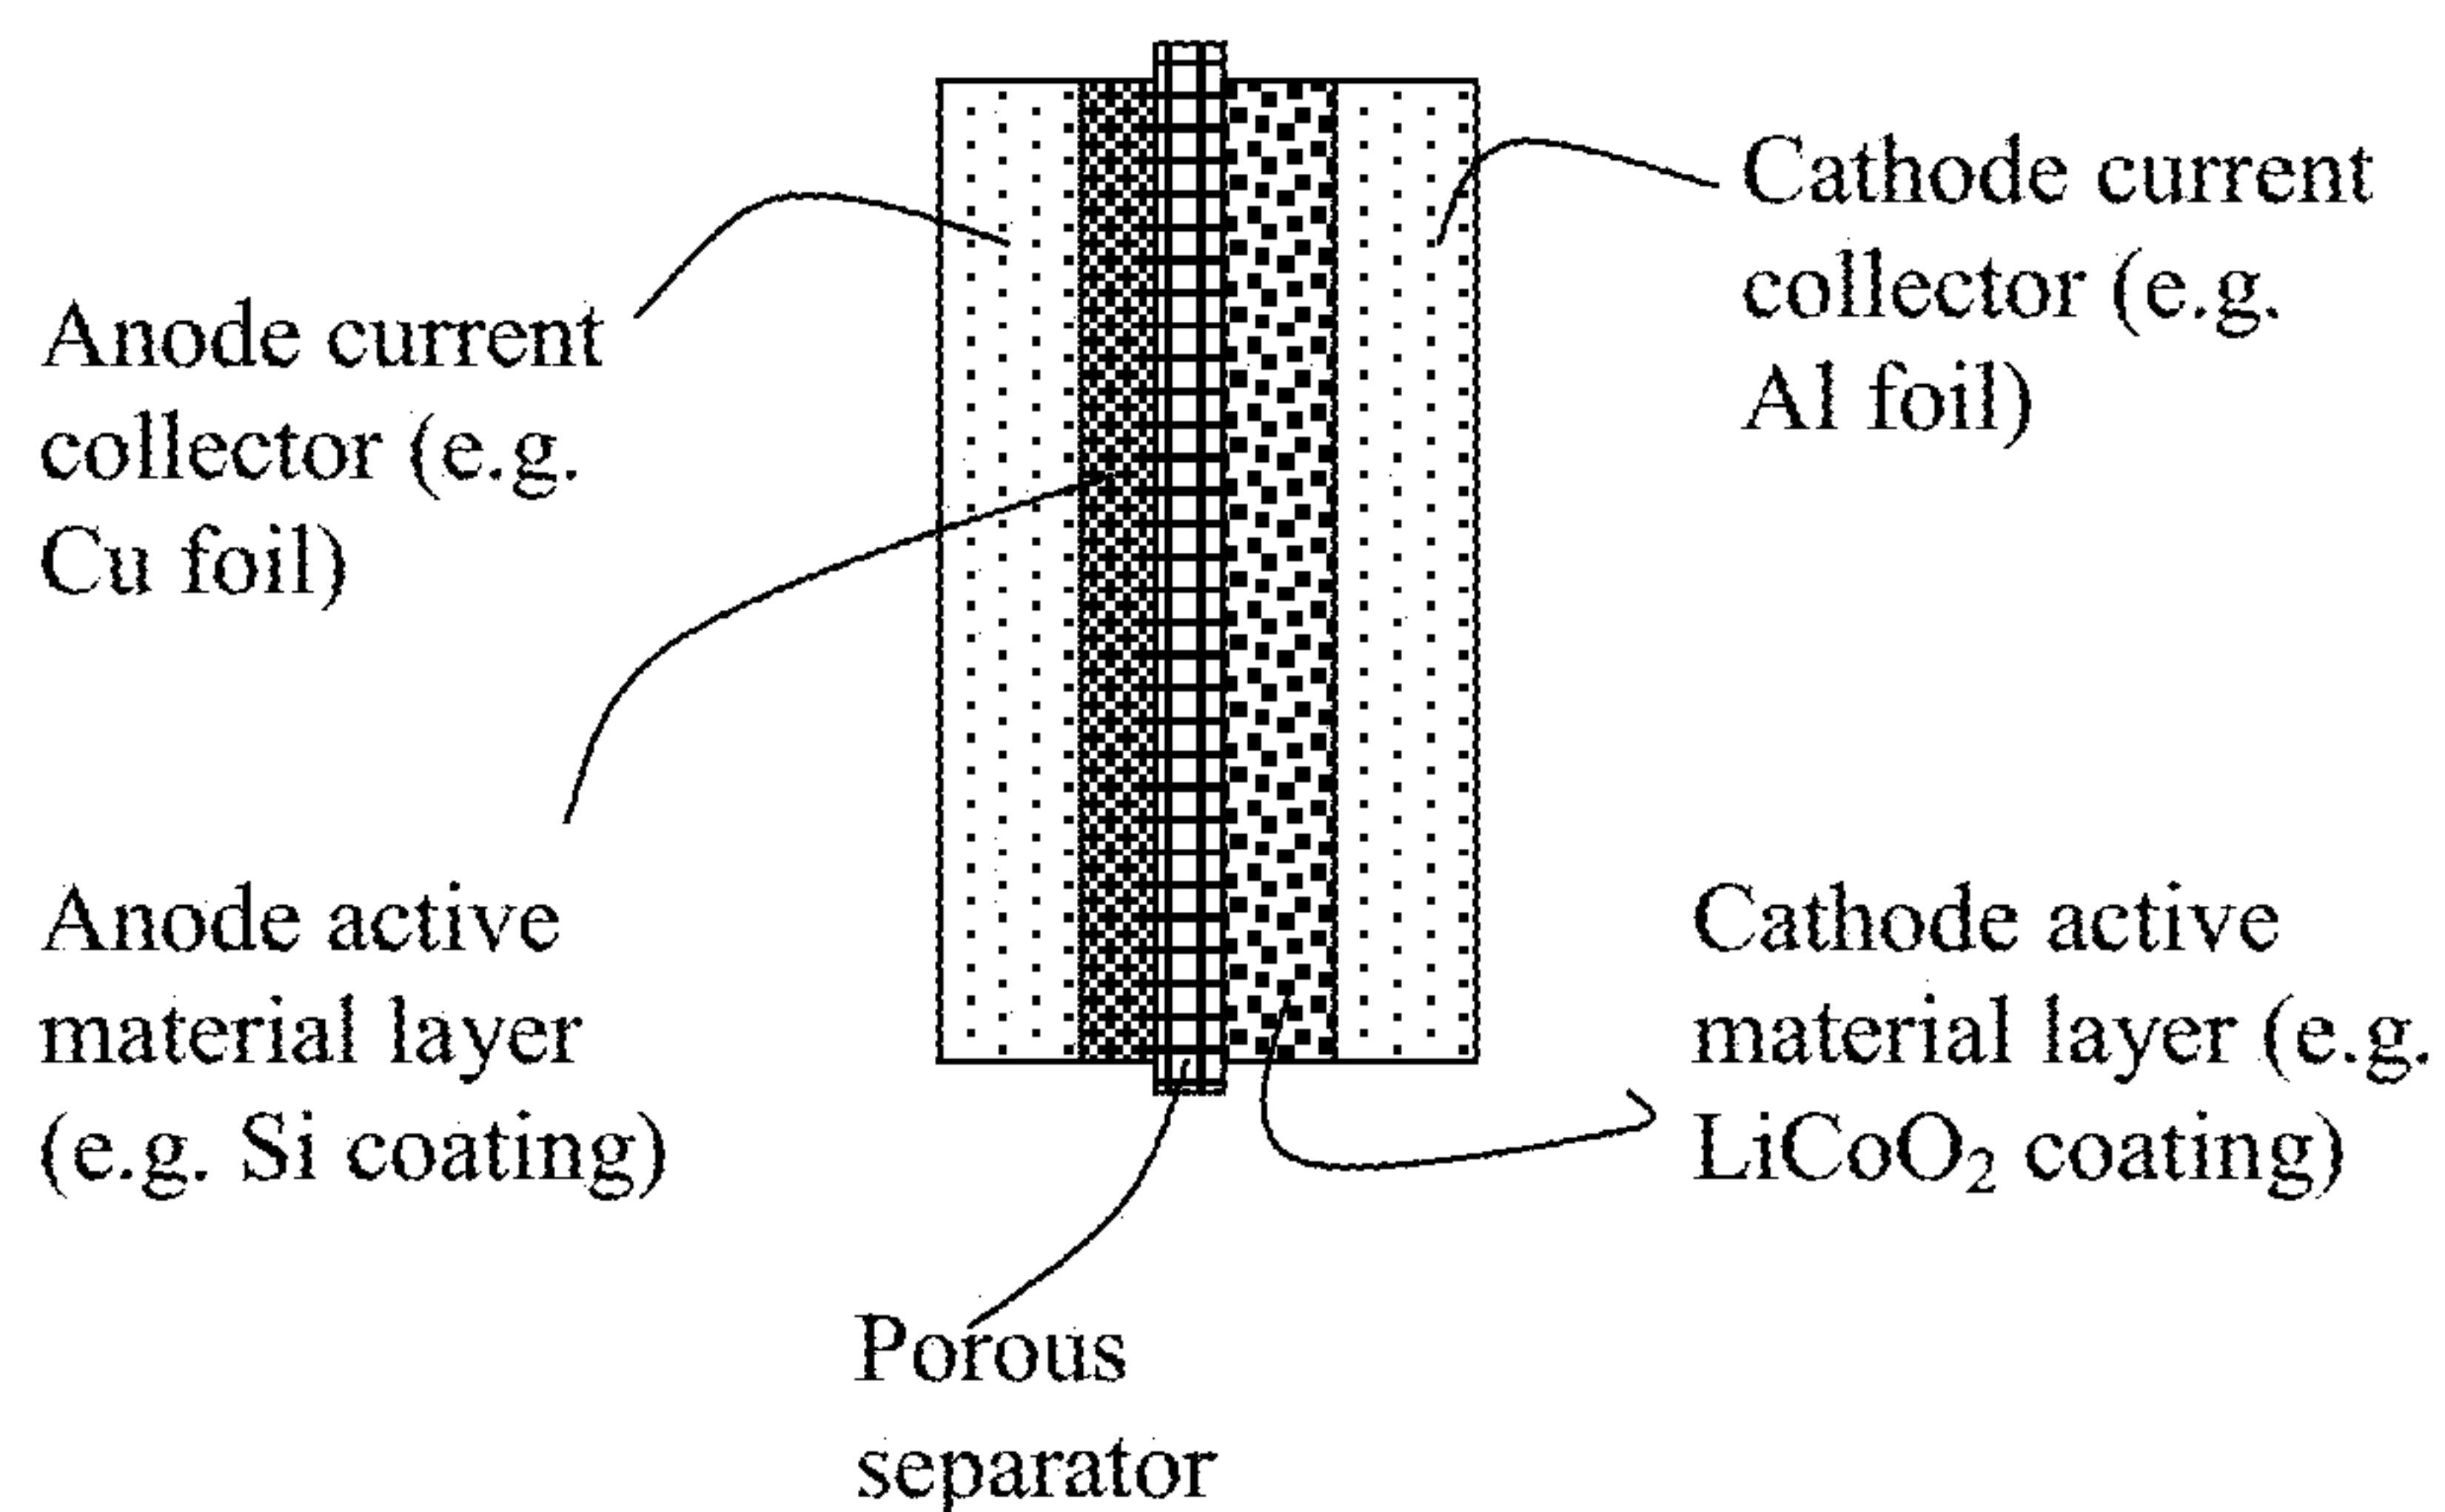 Anode current
collector (e.g.
Cu foil)
Cathode current
collector (e.g.
Al foil)
Anode active
material layer
(e.g. Si coating)
Cathode active
material layer (e.g.
LiCoO₂ coating)
Porous
separator